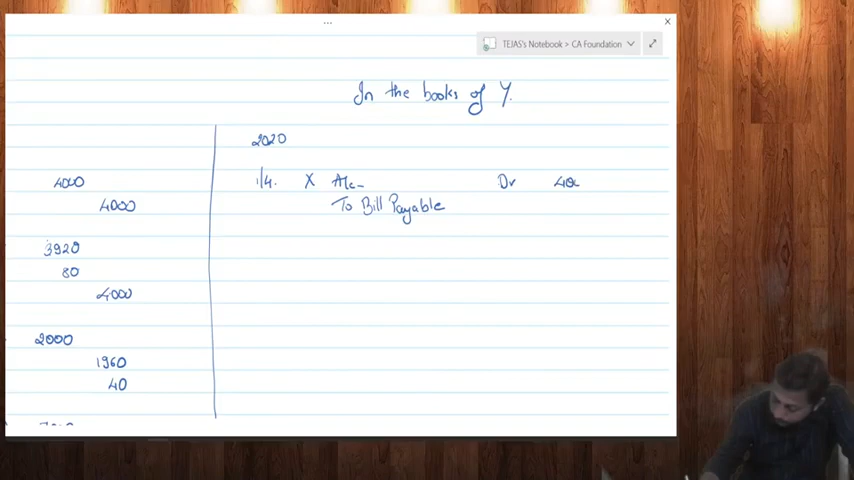 TEJAS's Notebook > CA Foundation
In the books of Y.
2020
4000
1/4. X A/c Dr 400
4000
To Bill Payable
3920
80
4000
2000
1960
40